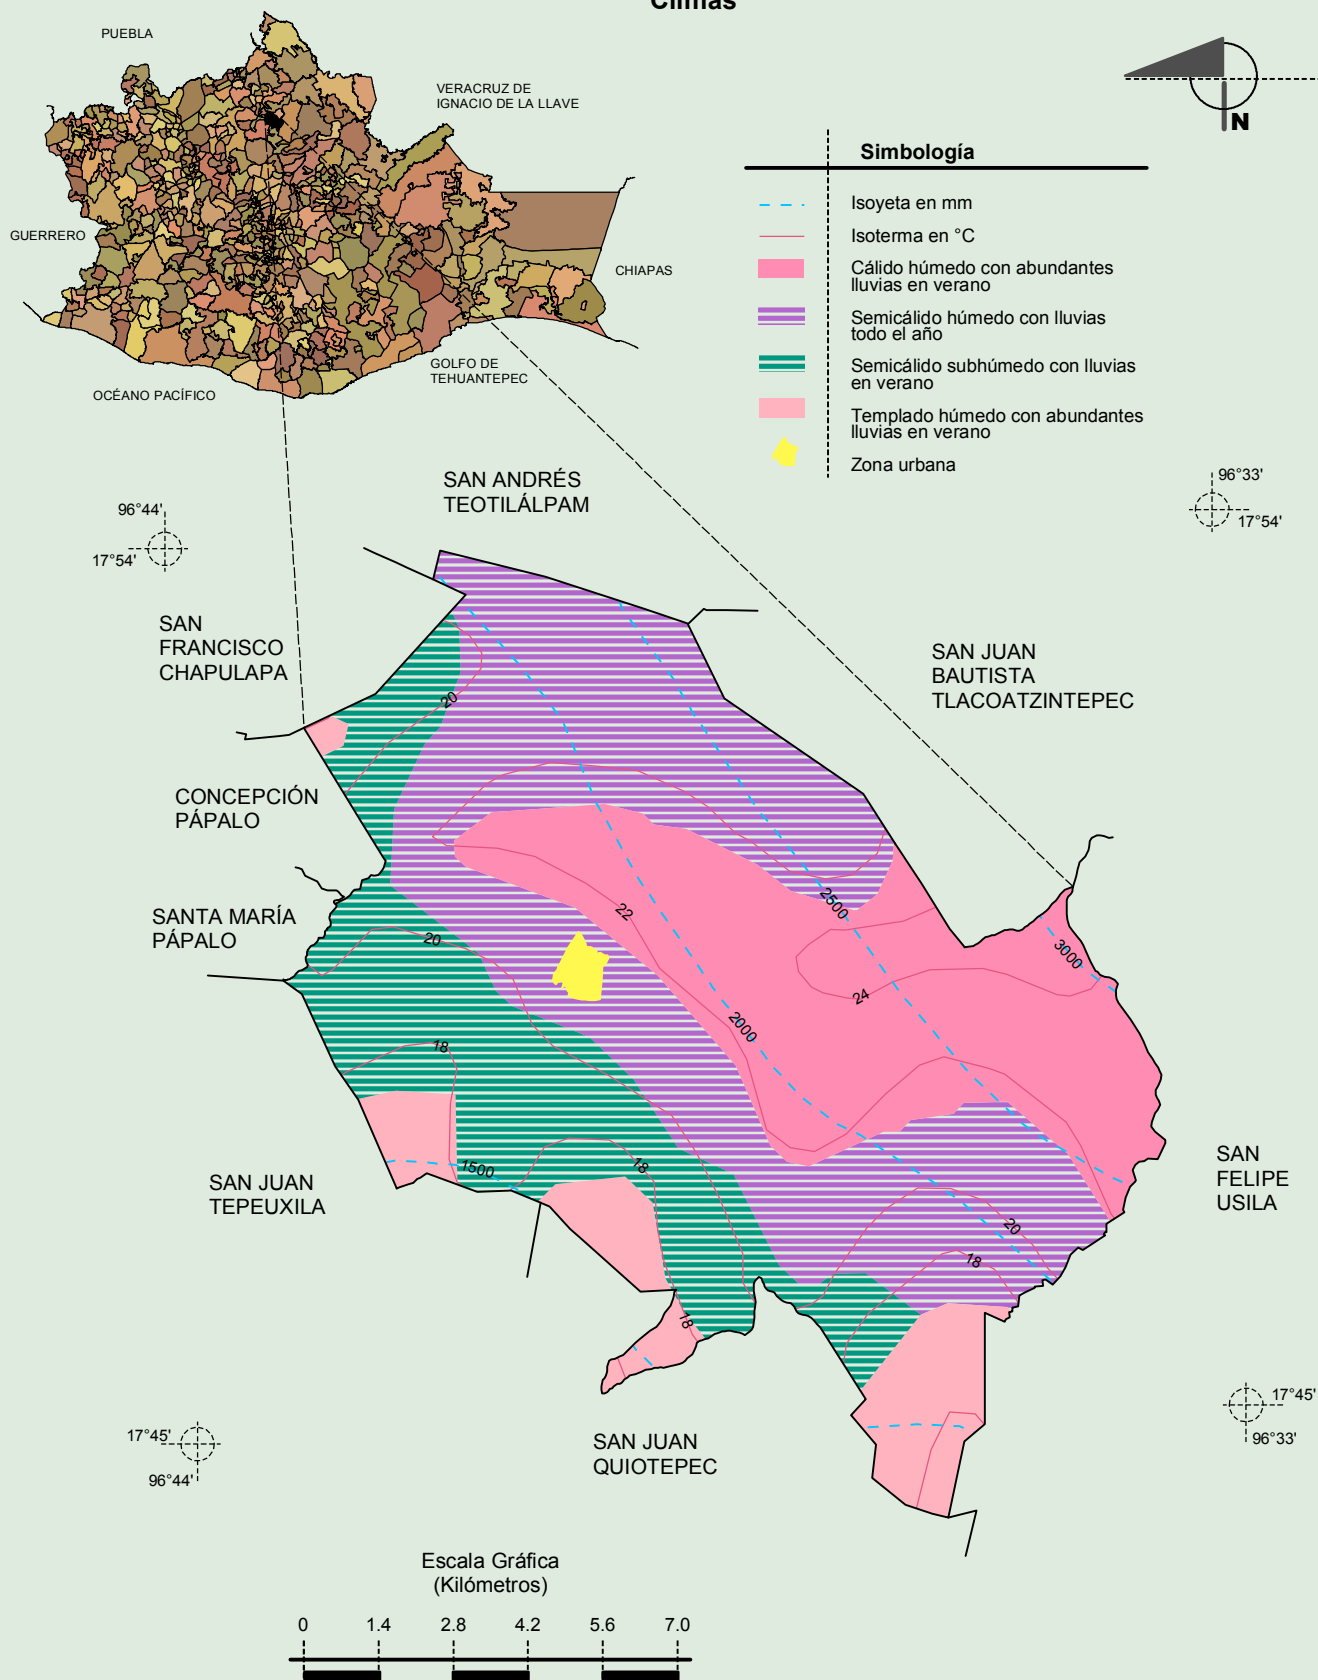 Climas
PUEBLA
VERACRUZ DE
IGNACIO DE LA LLAVE
GUERRERO
CHIAPAS
GOLFO DE
TEHUANTEPEC
OCÉANO PACÍFICO
N
Simbología
Isoyeta en mm
Isoterma en °C
Cálido húmedo con abundantes
lluvias en verano
Semicálido húmedo con lluvias
todo el año
Semicálido subhúmedo con lluvias
en verano
Templado húmedo con abundantes
lluvias en verano
Zona urbana
96°44'
17°54'
96°33'
17°54'
SAN ANDRÉS
TEOTILÁLPAM
SAN
FRANCISCO
CHAPULAPA
SAN JUAN
BAUTISTA
TLACOATZINTEPEC
CONCEPCIÓN
PÁPALO
SANTA MARÍA
PÁPALO
SAN JUAN
TEPEUXILA
SAN
FELIPE
USILA
SAN JUAN
QUIOTEPEC
20
22
2500
20
3000
24
2000
18
1500
18
20
18
18
17°45'
96°44'
17°45'
96°33'
Escala Gráfica
(Kilómetros)
0 1.4 2.8 4.2 5.6 7.0